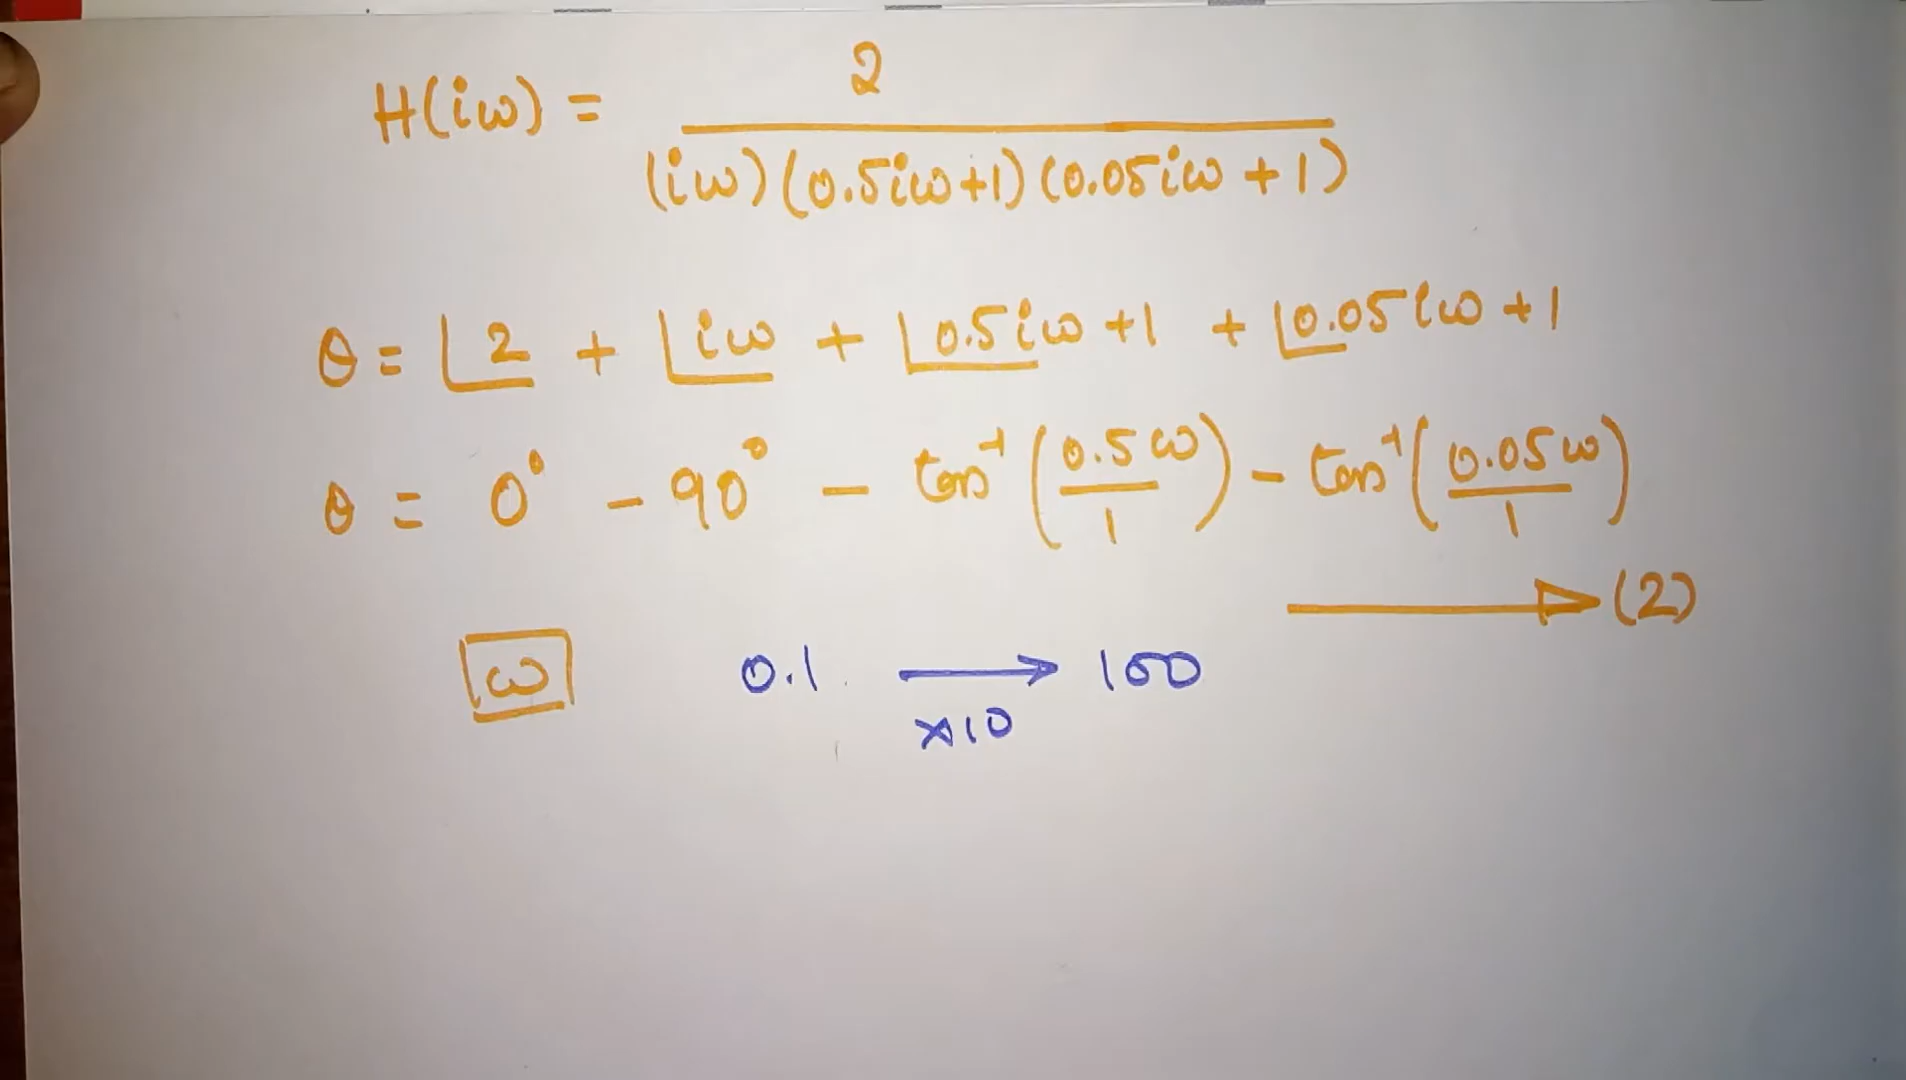 H(iω) = 2 / (iω)(0.5iω+1)(0.05iω+1)
θ = ∠2 + ∠iω + ∠0.5iω+1 + ∠0.05iω+1
θ = 0° - 90° - tan⁻¹(0.5ω/1) - tan⁻¹(0.05ω/1)
→ (2)
ω 0.1 → 100
×10